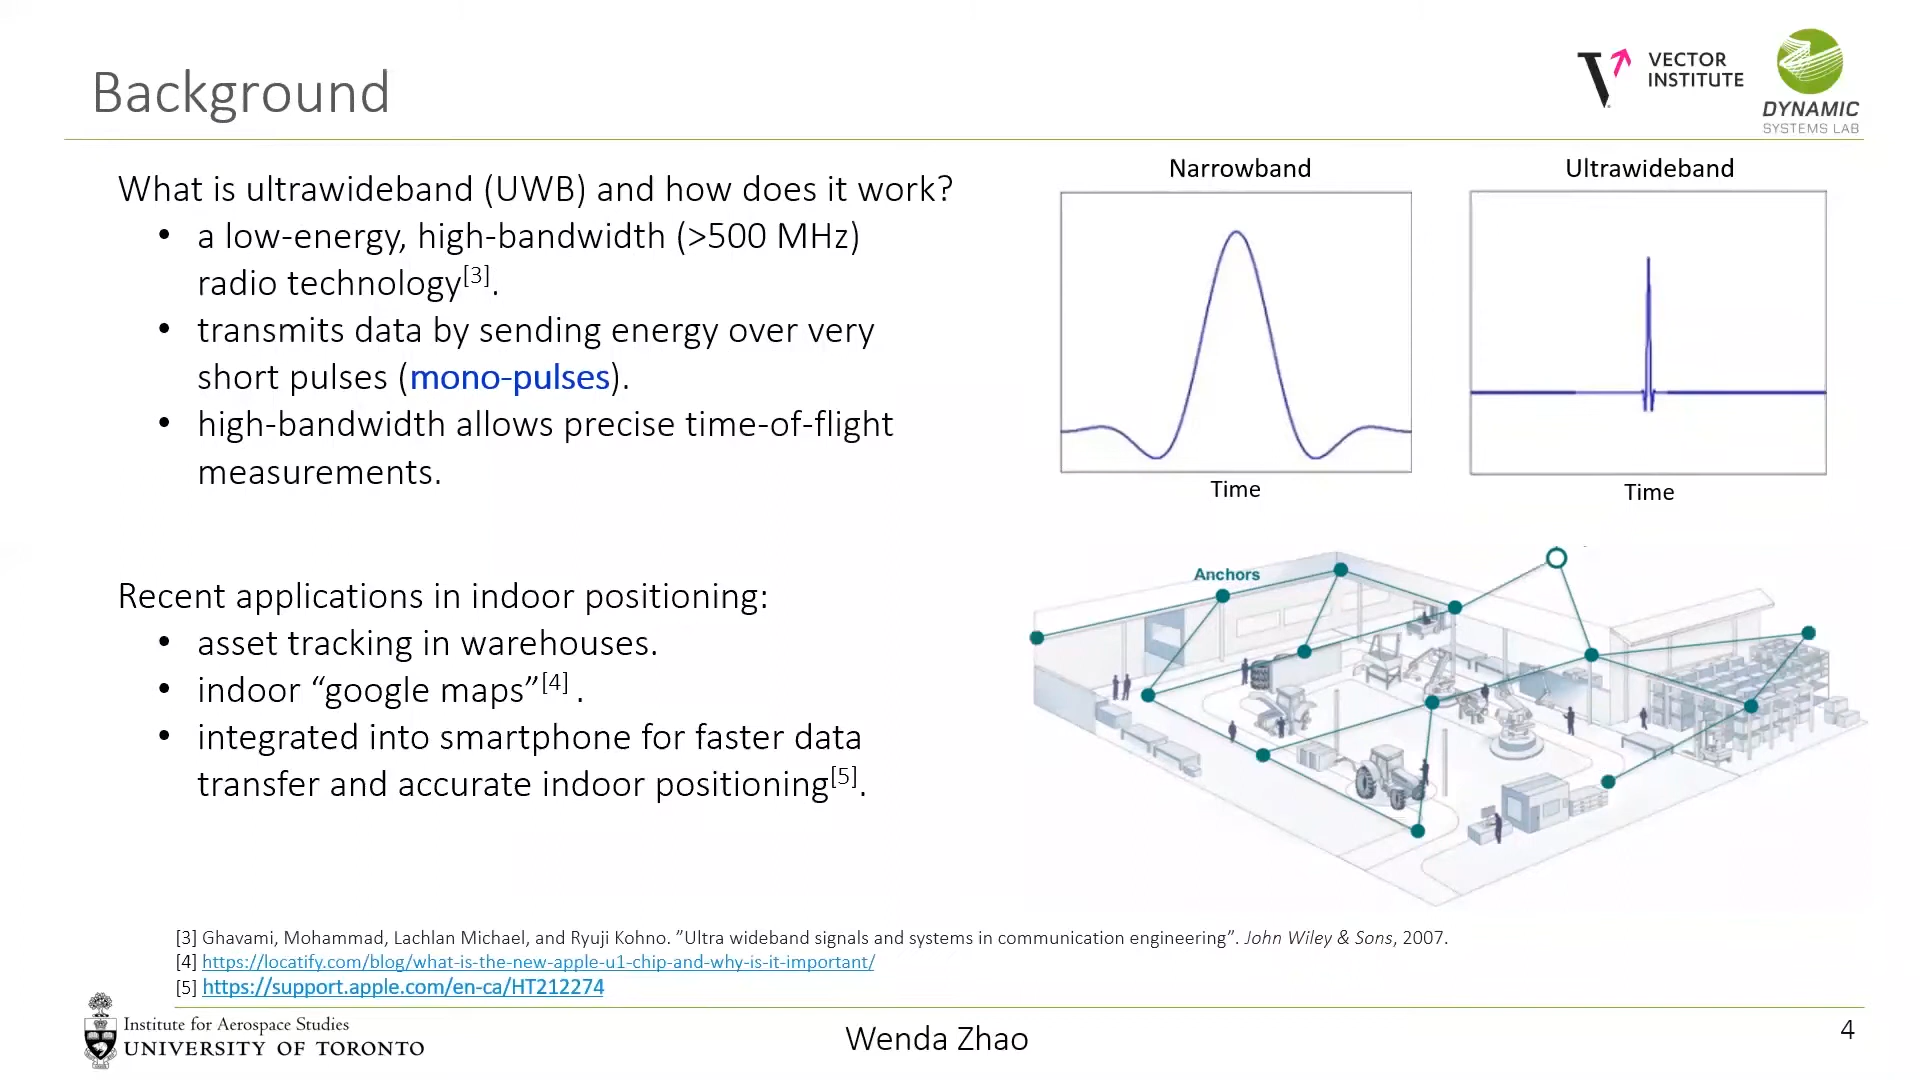 Background
VECTOR
INSTITUTE
DYNAMIC
SYSTEMS LAB
What is ultrawideband (UWB) and how does it work?
• a low-energy, high-bandwidth (>500 MHz)
radio technology[3].
• transmits data by sending energy over very
short pulses (mono-pulses).
• high-bandwidth allows precise time-of-flight
measurements.
Narrowband
Time
Ultrawideband
Time
Recent applications in indoor positioning:
• asset tracking in warehouses.
• indoor “google maps”[4] .
• integrated into smartphone for faster data
transfer and accurate indoor positioning[5].
Anchors
[3] Ghavami, Mohammad, Lachlan Michael, and Ryuji Kohno. ”Ultra wideband signals and systems in communication engineering”. John Wiley & Sons, 2007.
[4] https://locatify.com/blog/what-is-the-new-apple-u1-chip-and-why-is-it-important/
[5] https://support.apple.com/en-ca/HT212274
Institute for Aerospace Studies
UNIVERSITY OF TORONTO
Wenda Zhao
4